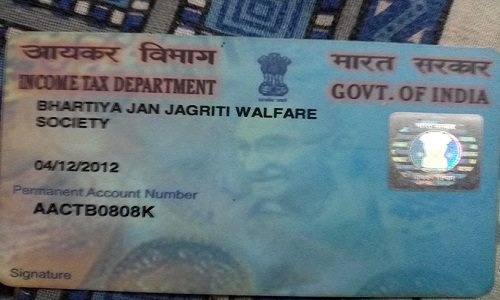 आयकर विभाग
INCOME TAX DEPARTMENT
भारत सरकार
GOVT. OF INDIA
BHARTIYA JAN JAGRITI WALFARE
SOCIETY
04/12/2012
Permanent Account Number
AACTB0808K
Signature